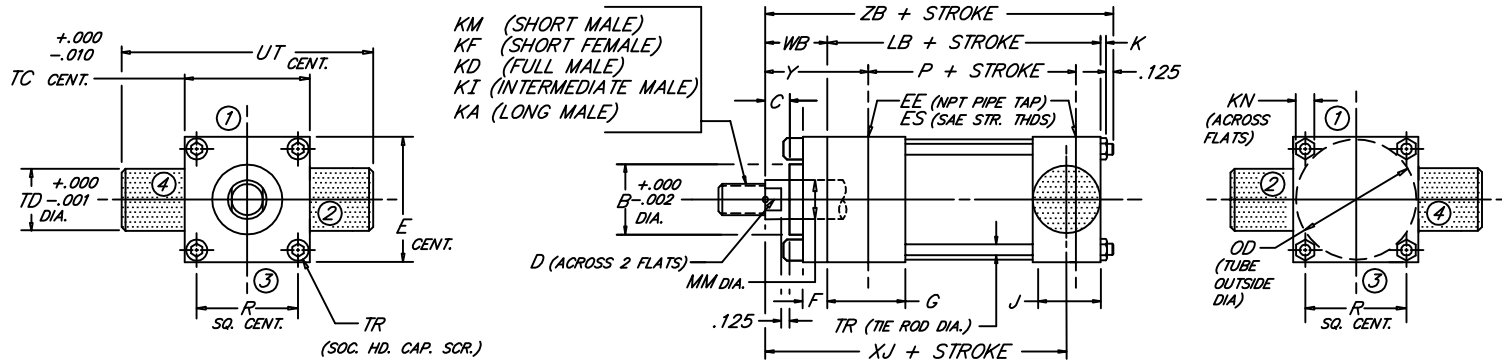 +.000
-.010
TC CENT.
UT CENT.
①
④
②
③
TD +.000
-.001
DIA.
E CENT.
R
SQ. CENT.
TR
(SOC. HD. CAP. SCR.)
KM (SHORT MALE)
KF (SHORT FEMALE)
KD (FULL MALE)
KI (INTERMEDIATE MALE)
KA (LONG MALE)
ZB + STROKE
WB
LB + STROKE
K
Y
P + STROKE
.125
C
EE (NPT PIPE TAP)
ES (SAE STR. THDS)
+.000
B -.002
DIA.
D (ACROSS 2 FLATS)
MM DIA.
F
G
J
.125
TR (TIE ROD DIA.)
XJ + STROKE
KN
(ACROSS
FLATS)
①
②
④
③
OD
(TUBE
OUTSIDE
DIA)
R
SQ. CENT.